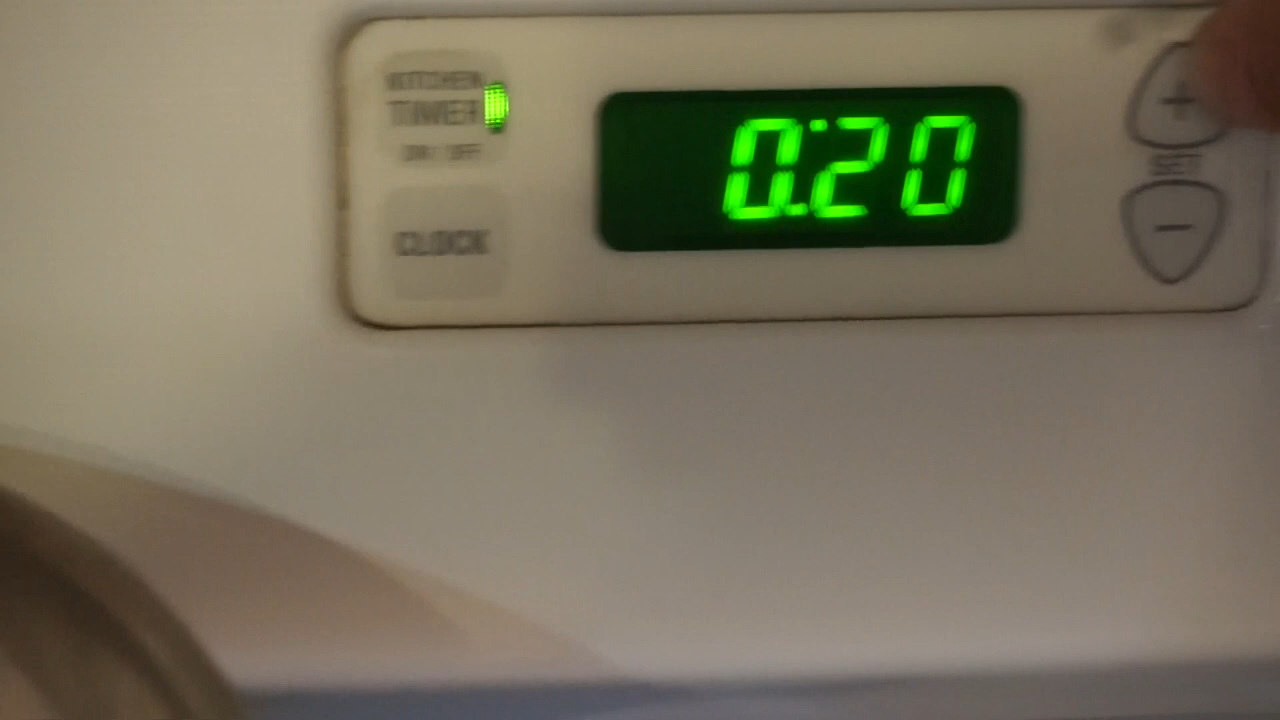 KITCHEN
TIMER
ON/OFF
CLOCK
0:20
+
SET
-